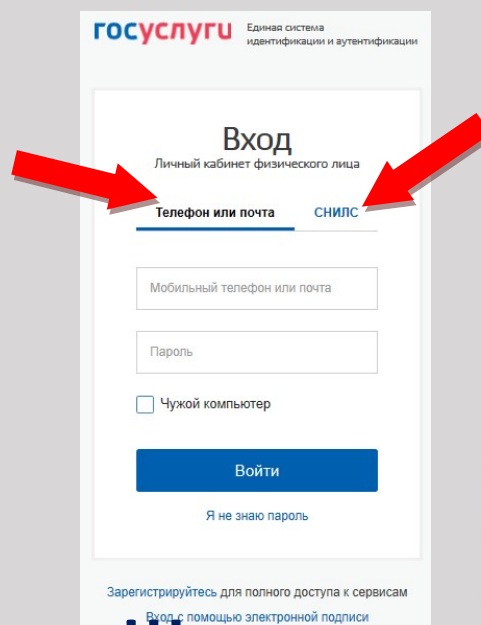 госуслуги
Единая система
идентификации и аутентификации
Вход
Личный кабинет физического лица
Телефон или почта СНИЛС
Мобильный телефон или почта
Пароль
Чужой компьютер
Войти
Я не знаю пароль
Зарегистрируйтесь для полного доступа к сервисам
Вход с помощью электронной подписи